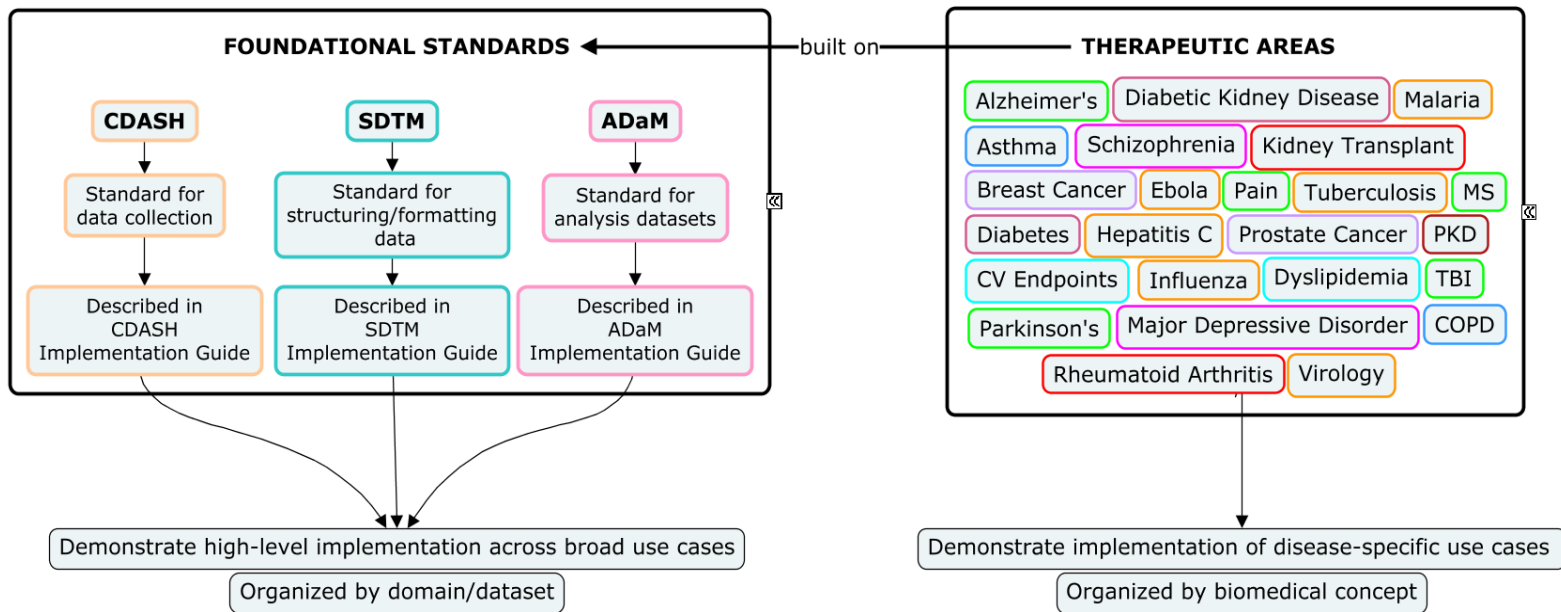 FOUNDATIONAL STANDARDS
built on
THERAPEUTIC AREAS
CDASH
SDTM
ADaM
Standard for
data collection
Standard for
structuring/formatting
data
Standard for
analysis datasets
Described in
CDASH
Implementation Guide
Described in
SDTM
Implementation Guide
Described in
ADaM
Implementation Guide
Demonstrate high-level implementation across broad use cases
Organized by domain/dataset
Alzheimer's
Diabetic Kidney Disease
Malaria
Asthma
Schizophrenia
Kidney Transplant
Breast Cancer
Ebola
Pain
Tuberculosis
MS
Diabetes
Hepatitis C
Prostate Cancer
PKD
CV Endpoints
Influenza
Dyslipidemia
TBI
Parkinson's
Major Depressive Disorder
COPD
Rheumatoid Arthritis
Virology
Demonstrate implementation of disease-specific use cases
Organized by biomedical concept